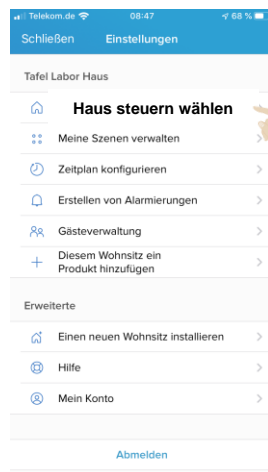 Telekom.de 08:47 68 %
Schließen Einstellungen
Tafel Labor Haus
Haus steuern wählen
Meine Szenen verwalten
Zeitplan konfigurieren
Erstellen von Alarmierungen
Gästeverwaltung
Diesem Wohnsitz ein
Produkt hinzufügen
Erweiterte
Einen neuen Wohnsitz installieren
Hilfe
Mein Konto
Abmelden